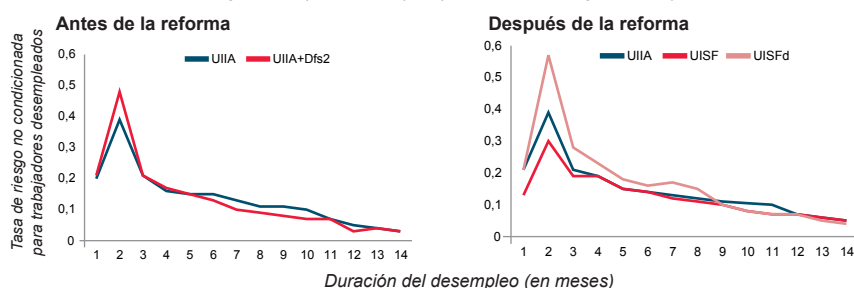 Antes de la reforma
Tasa de riesgo no condicionada
para trabajadores desempleados
0,6
0,5
0,4
0,3
0,2
0,1
0
UIIA
UIIA+Dfs2
1 2 3 4 5 6 7 8 9 10 11 12 13 14
Después de la reforma
0,6
0,5
0,4
0,3
0,2
0,1
0
UIIA
UISF
UISFd
1 2 3 4 5 6 7 8 9 10 11 12 13 14
Duración del desempleo (en meses)